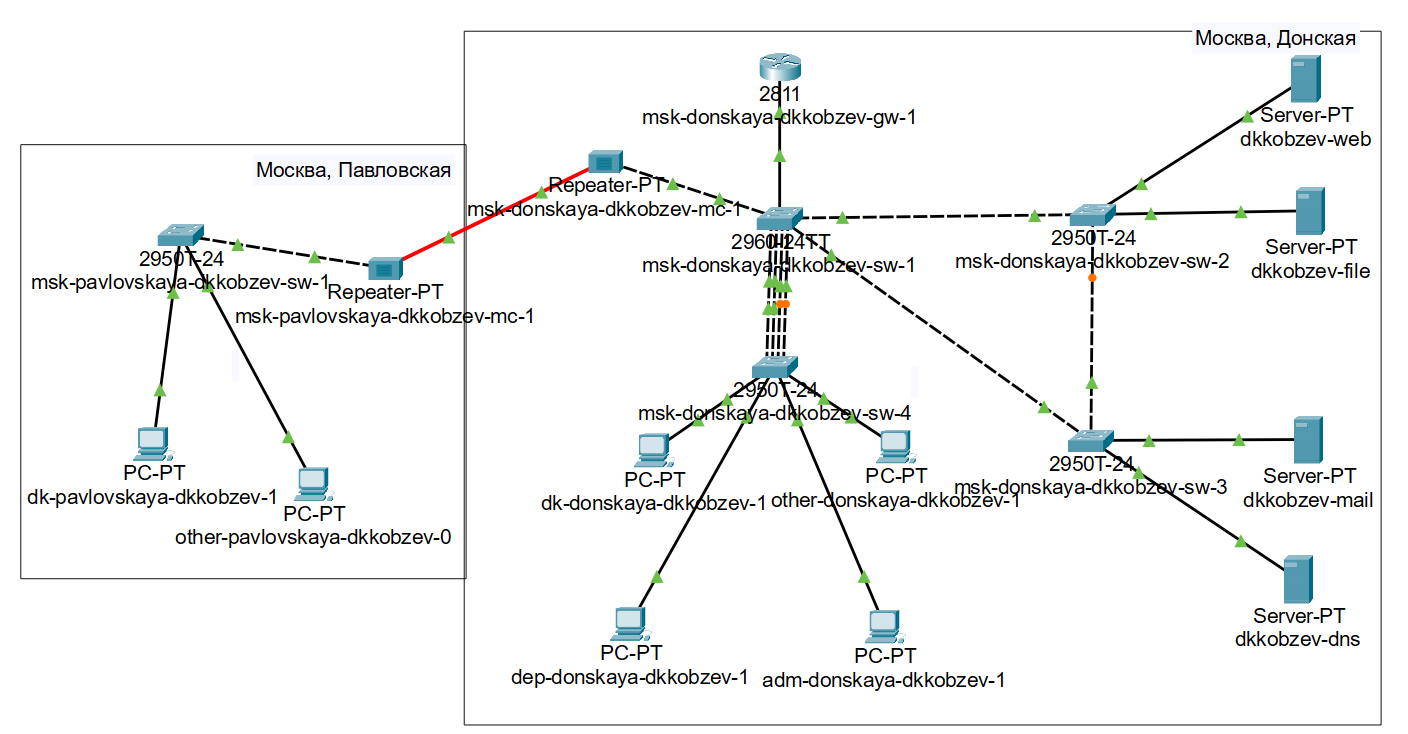 Москва, Донская
2811
msk-donskaya-dkkobzev-gw-1
Server-PT
dkkobzev-web
Москва, Павловская
Repeater-PT
msk-donskaya-dkkobzev-mc-1
2960-24TT
msk-donskaya-dkkobzev-sw-1
2950T-24
msk-donskaya-dkkobzev-sw-2
Server-PT
dkkobzev-file
2950T-24
msk-pavlovskaya-dkkobzev-sw-1
Repeater-PT
msk-pavlovskaya-dkkobzev-mc-1
2950T-24
msk-donskaya-dkkobzev-sw-4
PC-PT
dk-pavlovskaya-dkkobzev-1
PC-PT
other-pavlovskaya-dkkobzev-0
PC-PT
dk-donskaya-dkkobzev-1
PC-PT
other-donskaya-dkkobzev-1
2950T-24
msk-donskaya-dkkobzev-sw-3
Server-PT
dkkobzev-mail
Server-PT
dkkobzev-dns
PC-PT
dep-donskaya-dkkobzev-1
PC-PT
adm-donskaya-dkkobzev-1